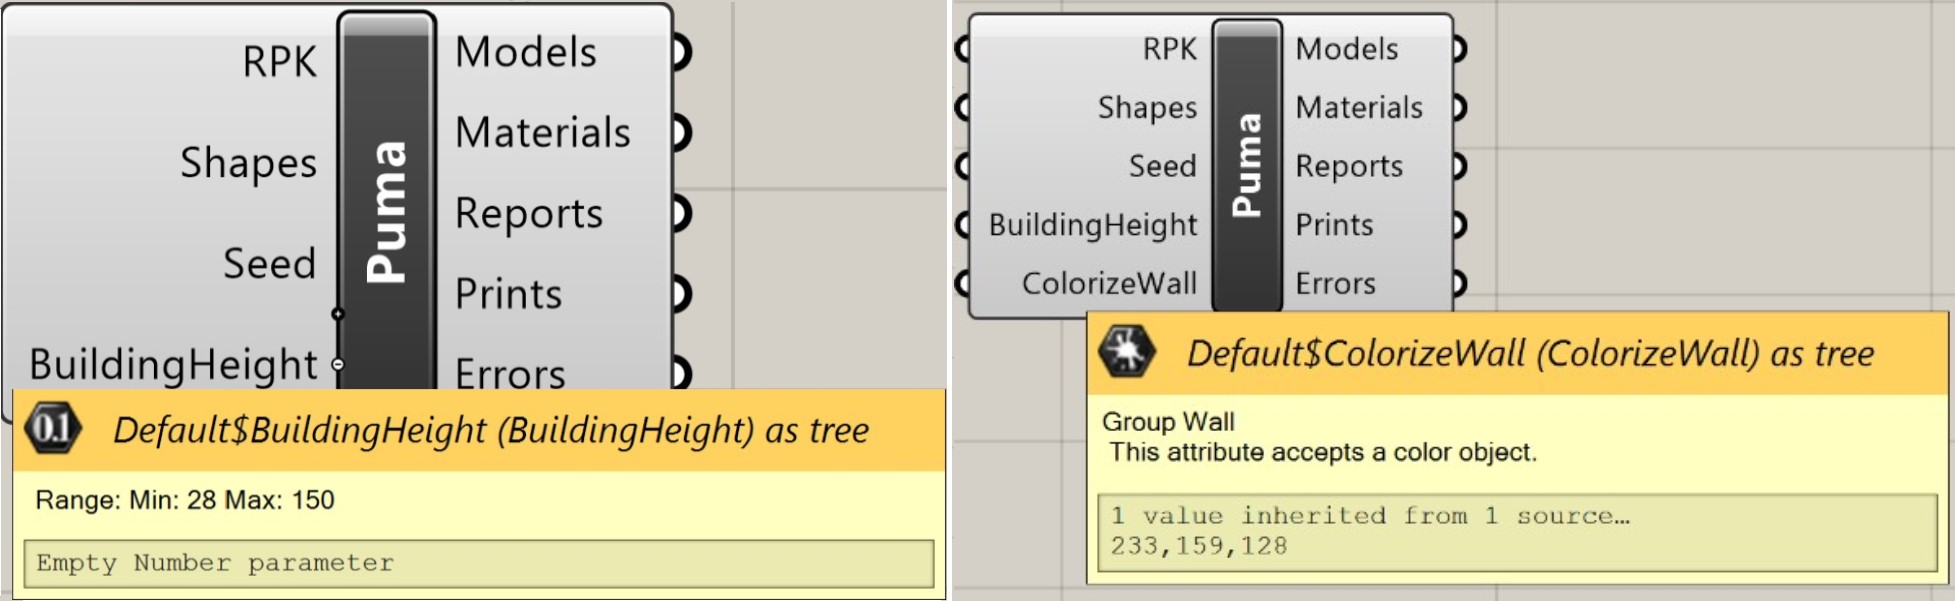 RPK
Shapes
Seed
BuildingHeight
Puma
Models
Materials
Reports
Prints
Errors
0.1
Default$BuildingHeight (BuildingHeight) as tree
Range: Min: 28 Max: 150
Empty Number parameter
RPK
Shapes
Seed
BuildingHeight
ColorizeWall
Puma
Models
Materials
Reports
Prints
Errors
Default$ColorizeWall (ColorizeWall) as tree
Group Wall
This attribute accepts a color object.
1 value inherited from 1 source…
233,159,128